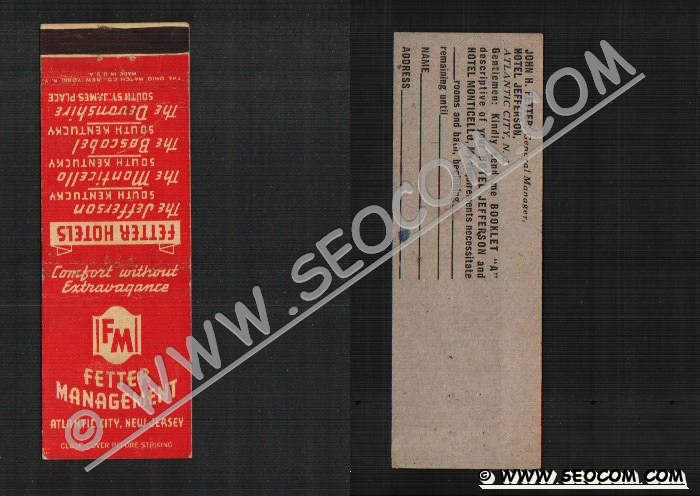 THE OHIO MATCH CO. NEW YORK, N.Y.
MADE IN U.S.A.
FETTER HOTELS
The Jefferson
SOUTH KENTUCKY
The Monticello
SOUTH KENTUCKY
The Boscobel
SOUTH KENTUCKY
The Devonshire
SOUTH ST. JAMES PLACE
Comfort without
Extravagance
FM
FETTER
MANAGEMENT
ATLANTIC CITY, NEW JERSEY
CLOSE COVER BEFORE STRIKING
JOHN H. FETTER, General Manager,
HOTEL JEFFERSON,
ATLANTIC CITY, N.
Gentlemen: Kindly send me BOOKLET "A"
descriptive of your HOTEL JEFFERSON and
HOTEL MONTICELLO. My requirements necessitate
rooms and bath, beginning
remaining until
NAME
ADDRESS
© WWW.SEOCOM.COM
© WWW.SEOCOM.COM